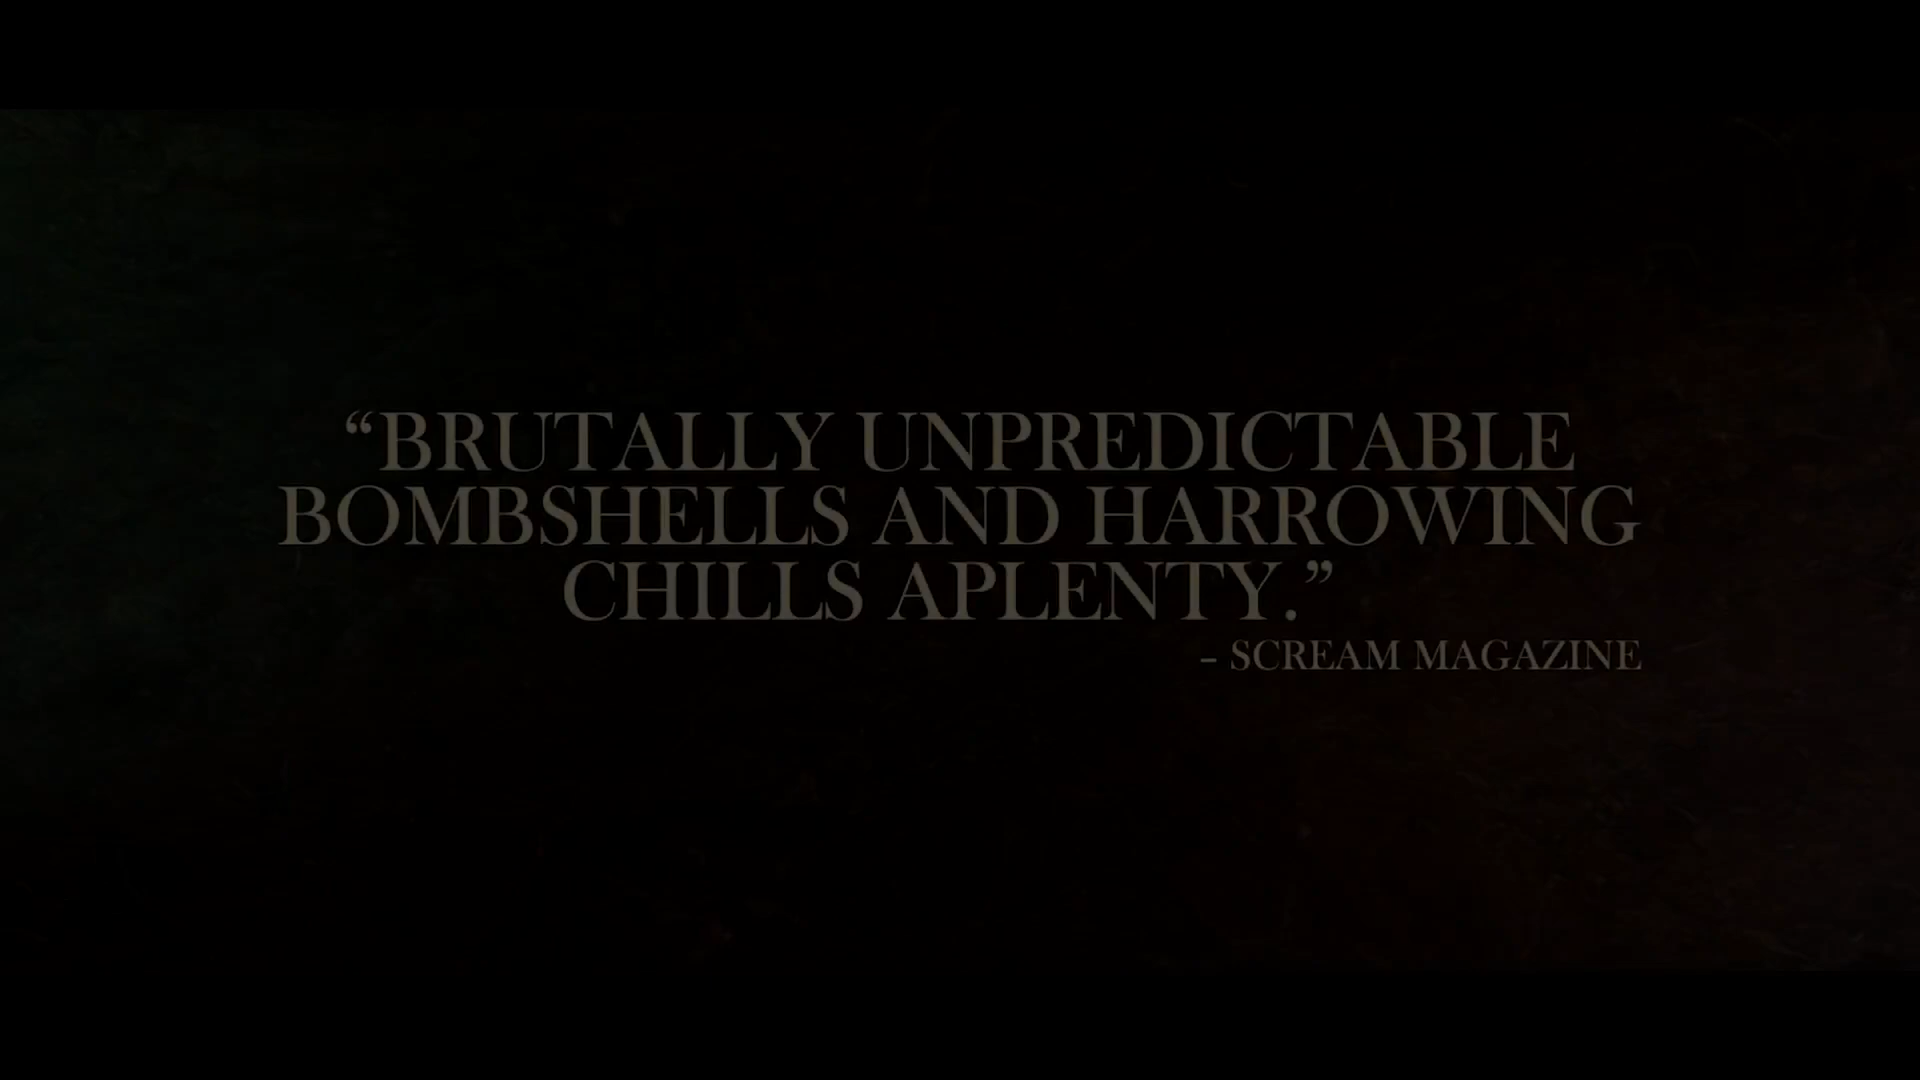 “BRUTALLY UNPREDICTABLE
BOMBSHELLS AND HARROWING
CHILLS APLENTY.”
– SCREAM MAGAZINE